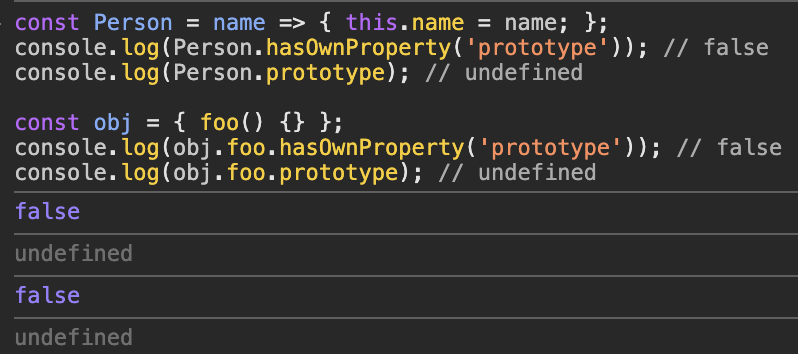 const Person = name => { this.name = name; };
console.log(Person.hasOwnProperty('prototype')); // false
console.log(Person.prototype); // undefined
const obj = { foo() {} };
console.log(obj.foo.hasOwnProperty('prototype')); // false
console.log(obj.foo.prototype); // undefined
false
undefined
false
undefined